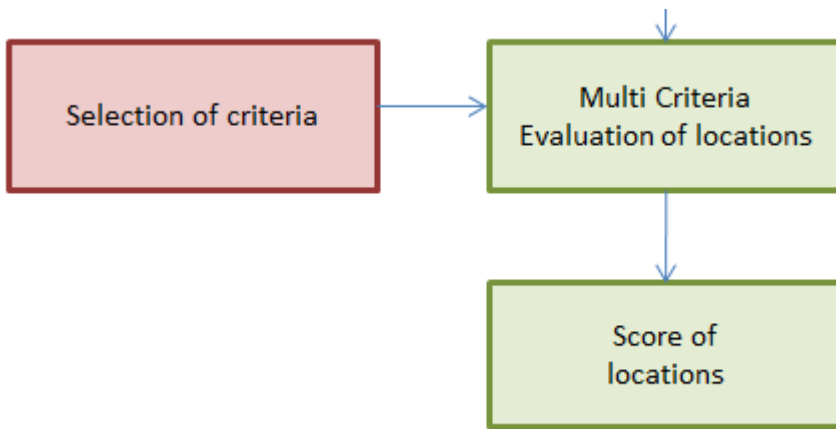 Selection of criteria
Multi Criteria
Evaluation of locations
Score of
locations